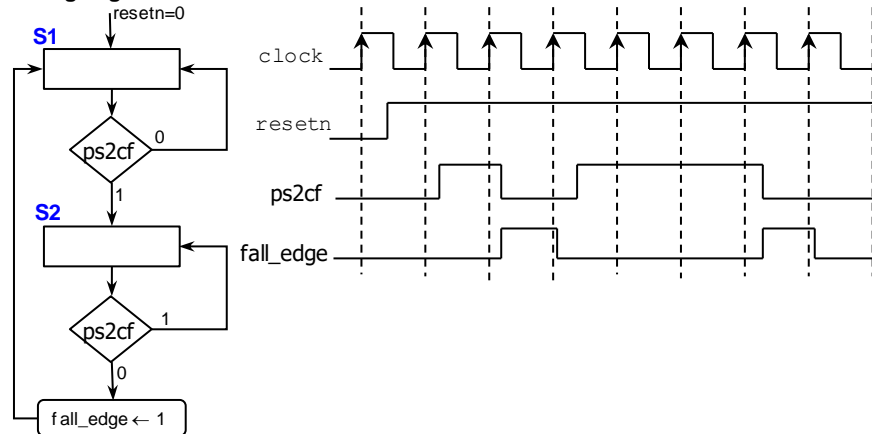 resetn=0
S1
ps2cf
0
1
S2
ps2cf
1
0
fall_edge ← 1
clock
resetn
ps2cf
fall_edge